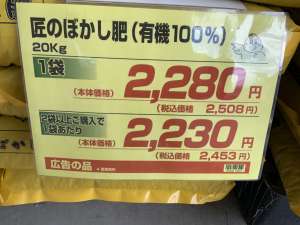 匠のぼかし肥(有機100%)
20Kg
1袋
2,280円
(本体価格)
(税込価格 2,508円)
2袋以上ご購入で
1袋あたり
2,230円
(本体価格)
(税込価格 2,453円)
広告の品